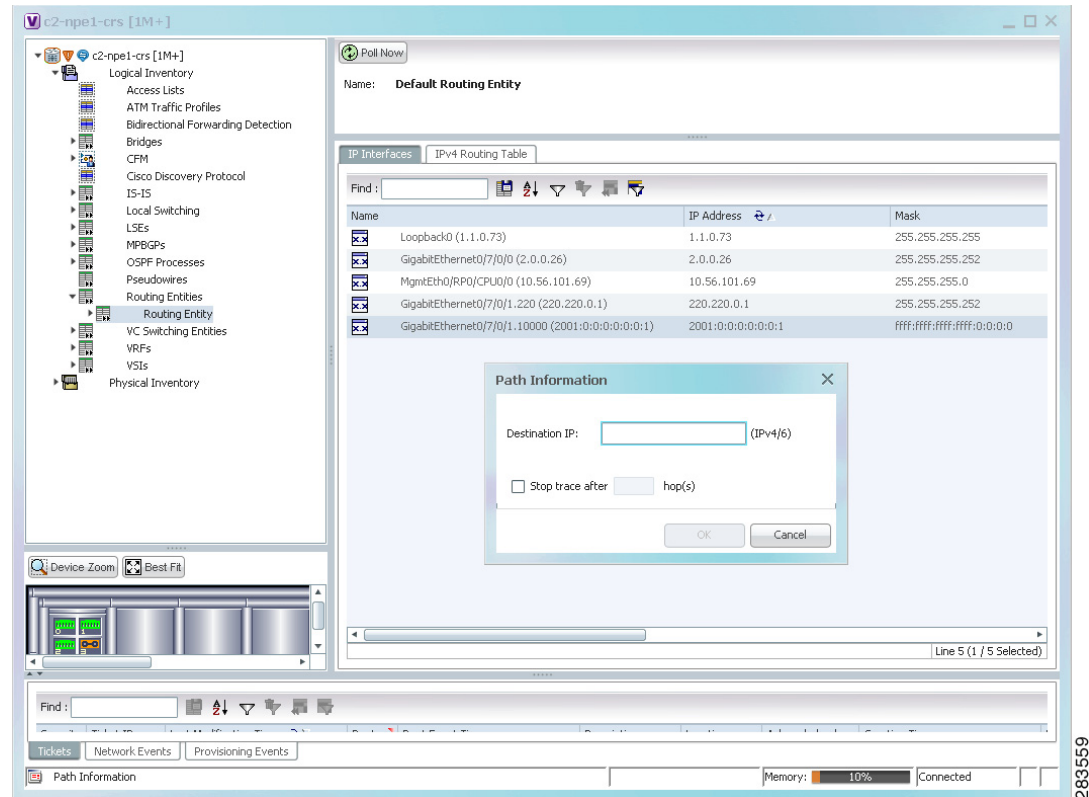 c2-npe1-crs [1M+]
c2-npe1-crs [1M+]
Logical Inventory
Access Lists
ATM Traffic Profiles
Bidirectional Forwarding Detection
Bridges
CFM
Cisco Discovery Protocol
IS-IS
Local Switching
LSEs
MPBGPs
OSPF Processes
Pseudowires
Routing Entities
Routing Entity
VC Switching Entities
VRFs
VSIs
Physical Inventory
Device Zoom Best Fit
Poll Now
Name: Default Routing Entity
IP Interfaces IPv4 Routing Table
Find :
Name IP Address Mask
Loopback0 (1.1.0.73) 1.1.0.73 255.255.255.255
GigabitEthernet0/7/0/0 (2.0.0.26) 2.0.0.26 255.255.255.252
MgmtEth0/RP0/CPU0/0 (10.56.101.69) 10.56.101.69 255.255.255.0
GigabitEthernet0/7/0/1.220 (220.220.0.1) 220.220.0.1 255.255.255.252
GigabitEthernet0/7/0/1.10000 (2001:0:0:0:0:0:0:1) 2001:0:0:0:0:0:0:1 ffff:ffff:ffff:ffff:0:0:0:0
Path Information
Destination IP: (IPv4/6)
Stop trace after hop(s)
OK Cancel
Line 5 (1 / 5 Selected)
Find :
Tickets Network Events Provisioning Events
Path Information Memory: 10% Connected
283559